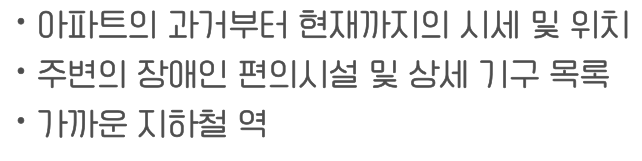 • 아파트의 과거부터 현재까지의 시세 및 위치
• 주변의 장애인 편의시설 및 상세 기구 목록
• 가까운 지하철 역